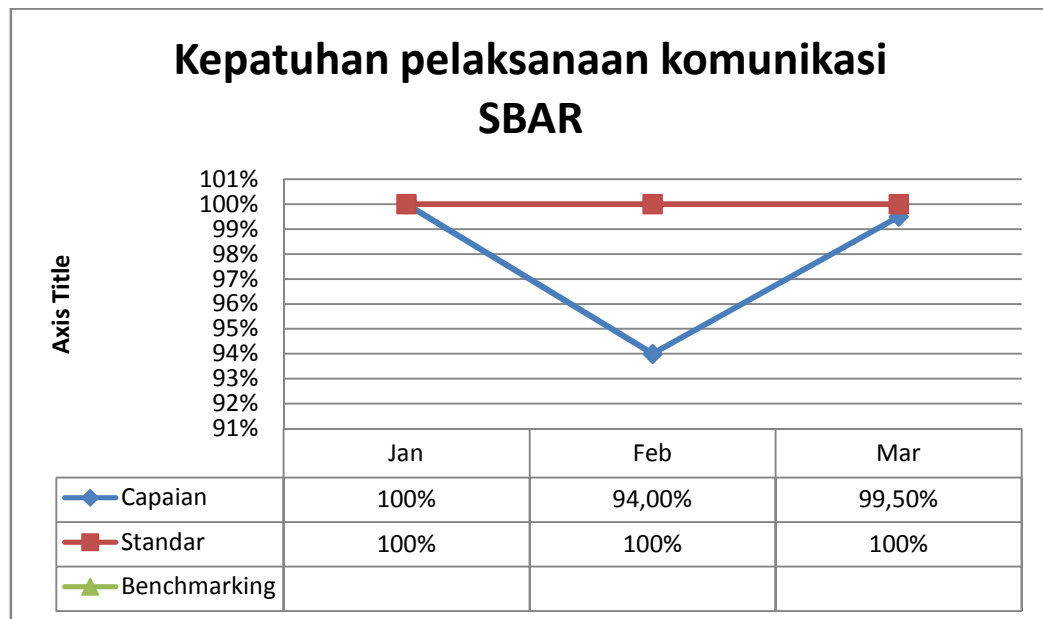 Kepatuhan pelaksanaan komunikasi
SBAR
Axis Title
101%
100%
99%
98%
97%
96%
95%
94%
93%
92%
91%
Jan Feb Mar
Capaian 100% 94,00% 99,50%
Standar 100% 100% 100%
Benchmarking